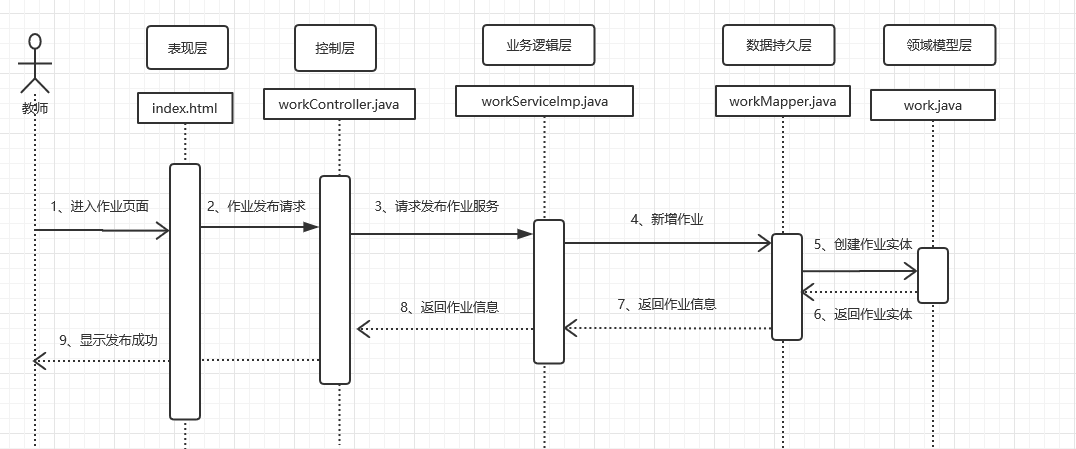 表现层
控制层
业务逻辑层
数据持久层
领域模型层
教师
index.html
workController.java
workServiceImp.java
workMapper.java
work.java
1、进入作业页面
2、作业发布请求
3、请求发布作业服务
4、新增作业
5、创建作业实体
6、返回作业实体
7、返回作业信息
8、返回作业信息
9、显示发布成功